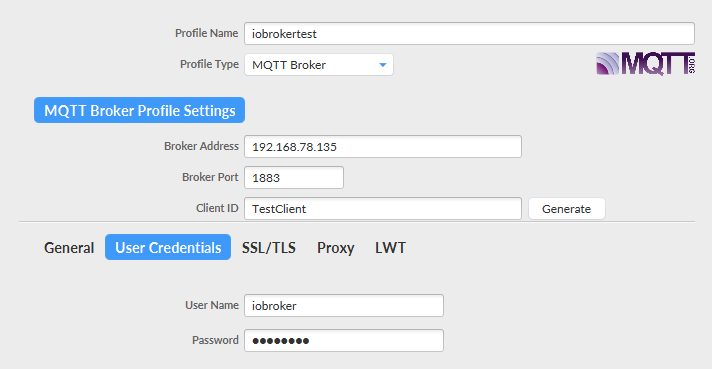 Profile Name iobrokertest
Profile Type MQTT Broker
MQTT.ORG
MQTT Broker Profile Settings
Broker Address 192.168.78.135
Broker Port 1883
Client ID TestClient Generate
General User Credentials SSL/TLS Proxy LWT
User Name iobroker
Password ●●●●●●●●